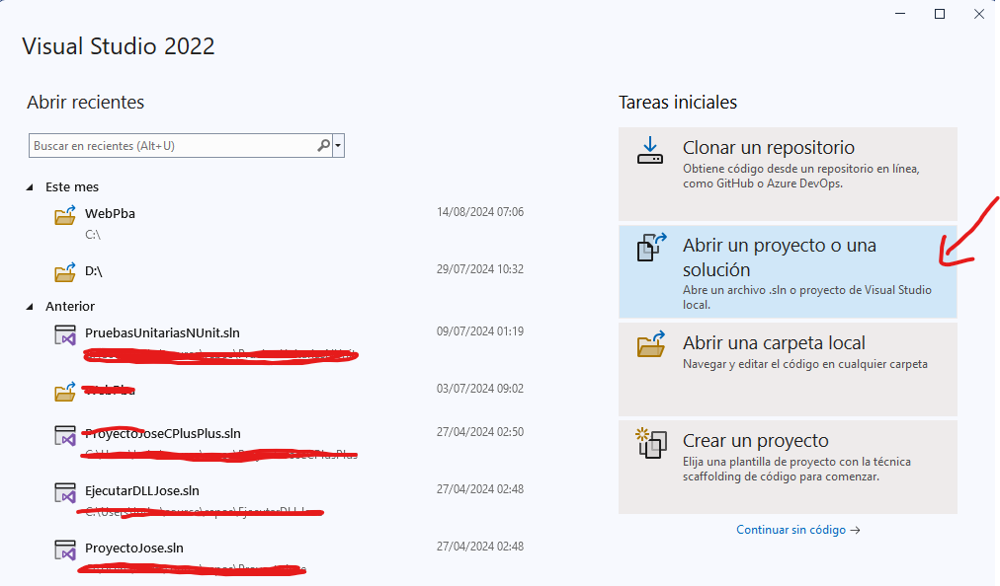 Visual Studio 2022
Abrir recientes
Buscar en recientes (Alt+U)
Este mes
WebPba
14/08/2024 07:06
C:\
D:\
29/07/2024 10:32
Anterior
PruebasUnitariasNUnit.sln
09/07/2024 01:19
WebPba
03/07/2024 09:02
ProyectoJoseCPlusPlus.sln
27/04/2024 02:50
EjecutarDLLJose.sln
27/04/2024 02:48
ProyectoJose.sln
27/04/2024 02:48
Tareas iniciales
Clonar un repositorio
Obtiene código desde un repositorio en línea,
como GitHub o Azure DevOps.
Abrir un proyecto o una
solución
Abre un archivo .sln o proyecto de Visual Studio
local.
Abrir una carpeta local
Navegar y editar el código en cualquier carpeta
Crear un proyecto
Elija una plantilla de proyecto con la técnica
scaffolding de código para comenzar.
Continuar sin código →